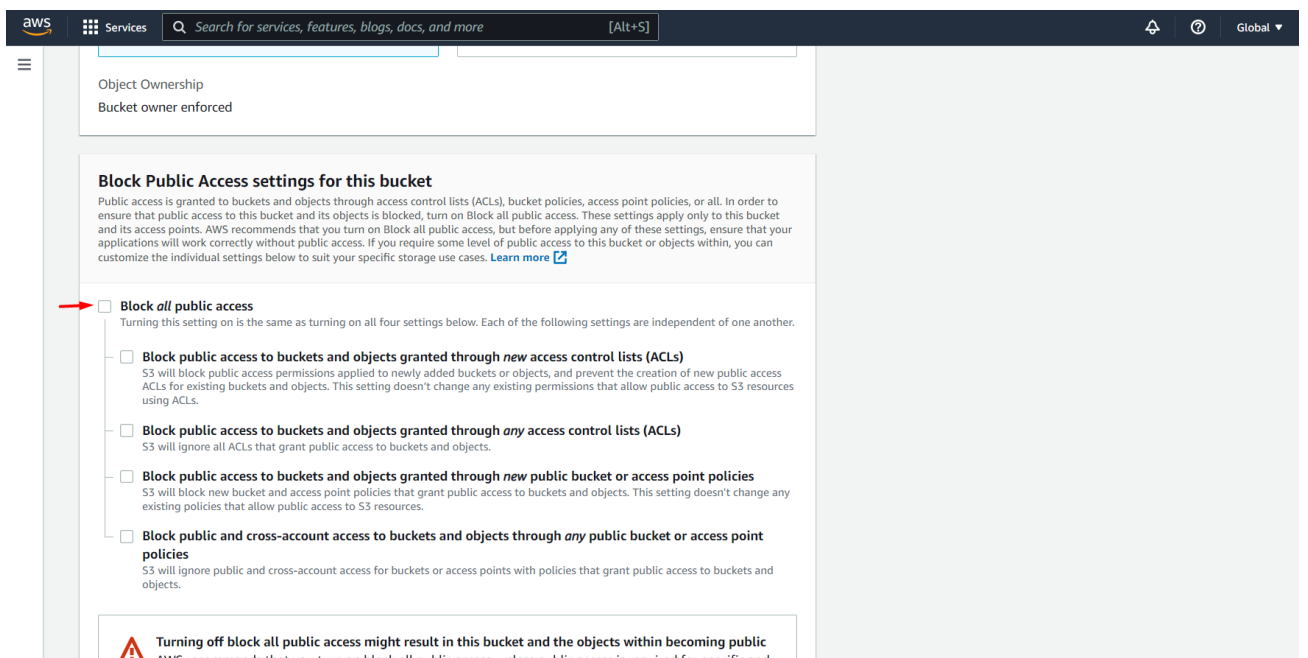 aws Services Search for services, features, blogs, docs, and more [Alt+S] Global
Object Ownership
Bucket owner enforced
Block Public Access settings for this bucket
Public access is granted to buckets and objects through access control lists (ACLs), bucket policies, access point policies, or all. In order to
ensure that public access to this bucket and its objects is blocked, turn on Block all public access. These settings apply only to this bucket
and its access points. AWS recommends that you turn on Block all public access, but before applying any of these settings, ensure that your
applications will work correctly without public access. If you require some level of public access to this bucket or objects within, you can
customize the individual settings below to suit your specific storage use cases. Learn more
Block all public access
Turning this setting on is the same as turning on all four settings below. Each of the following settings are independent of one another.
Block public access to buckets and objects granted through new access control lists (ACLs)
S3 will block public access permissions applied to newly added buckets or objects, and prevent the creation of new public access
ACLs for existing buckets and objects. This setting doesn't change any existing permissions that allow public access to S3 resources
using ACLs.
Block public access to buckets and objects granted through any access control lists (ACLs)
S3 will ignore all ACLs that grant public access to buckets and objects.
Block public access to buckets and objects granted through new public bucket or access point policies
S3 will block new bucket and access point policies that grant public access to buckets and objects. This setting doesn't change any
existing policies that allow public access to S3 resources.
Block public and cross-account access to buckets and objects through any public bucket or access point
policies
S3 will ignore public and cross-account access for buckets or access points with policies that grant public access to buckets and
objects.
Turning off block all public access might result in this bucket and the objects within becoming public